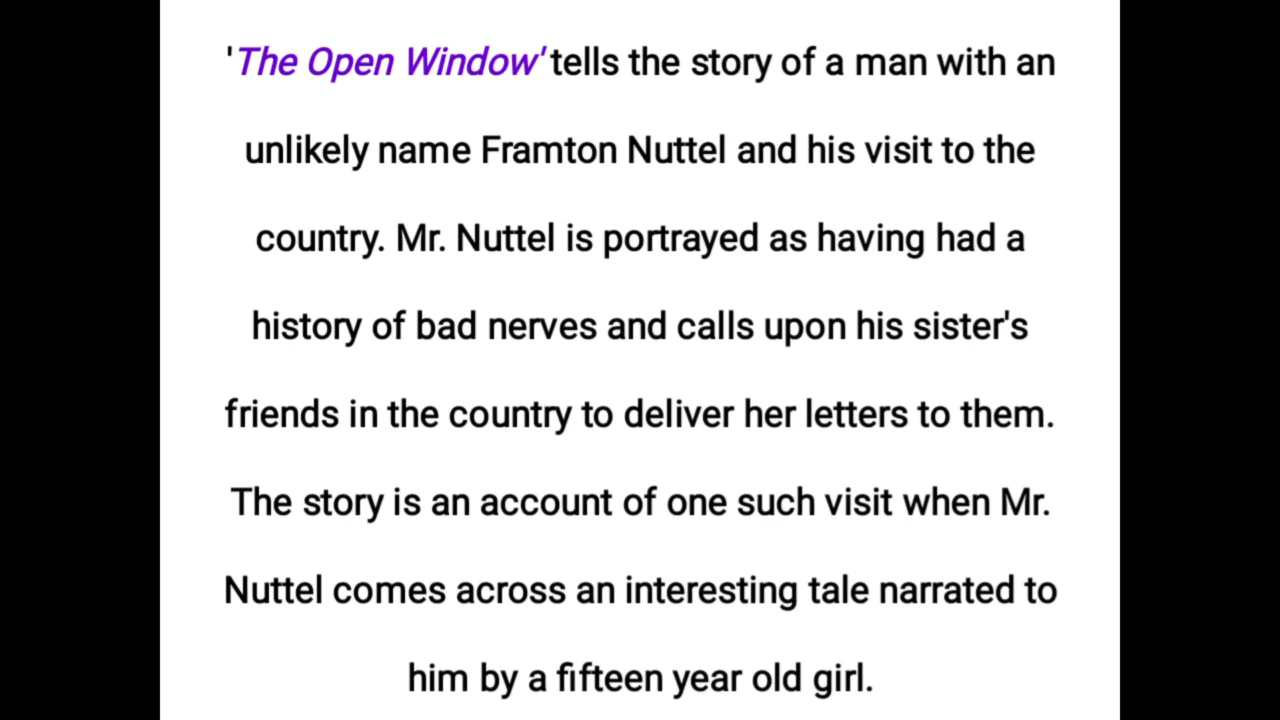 'The Open Window' tells the story of a man with an
unlikely name Framton Nuttel and his visit to the
country. Mr. Nuttel is portrayed as having had a
history of bad nerves and calls upon his sister's
friends in the country to deliver her letters to them.
The story is an account of one such visit when Mr.
Nuttel comes across an interesting tale narrated to
him by a fifteen year old girl.